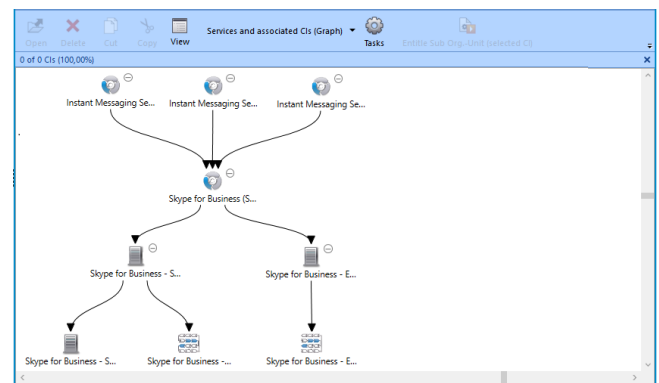 Open Delete Cut Copy View Services and associated CIs (Graph) Tasks Entitle Sub Org.-Unit (selected CI)
0 of 0 CIs (100,00%)
Instant Messaging Se... Instant Messaging Se... Instant Messaging Se...
Skype for Business (S...
Skype for Business - S... Skype for Business - E...
Skype for Business - S... Skype for Business -... Skype for Business - E...